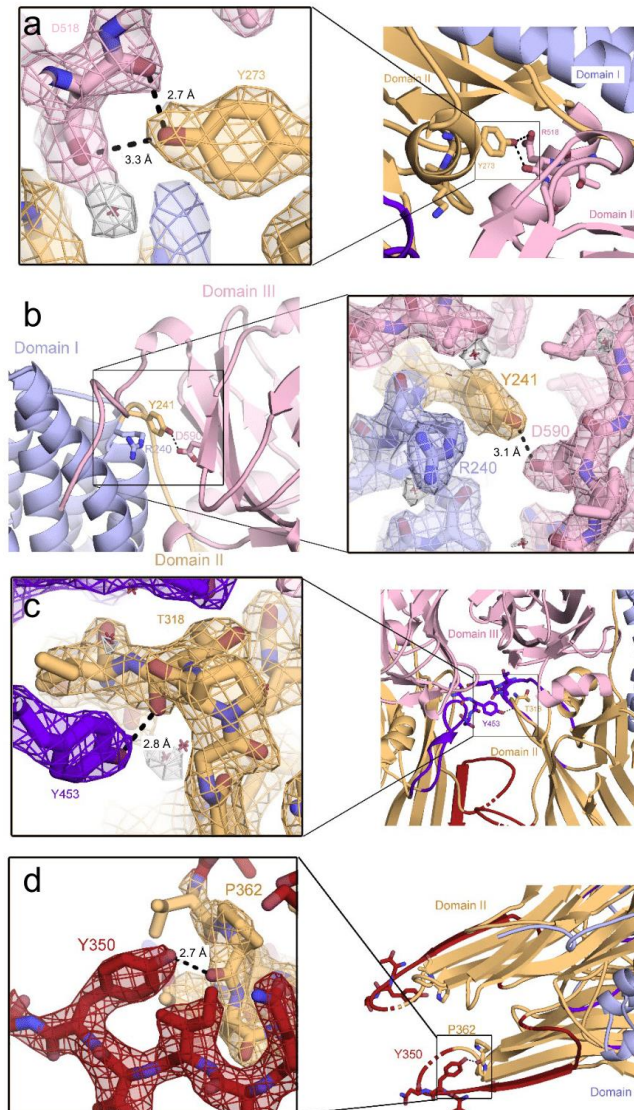 a
D518
Y273
2.7 Å
3.3 Å
Domain II
Domain I
Y273
R518
Domain II
b
Domain III
Domain I
Y241
D590
R240
Domain II
Y241
D590
R240
3.1 Å
c
T318
2.8 Å
Y453
Domain III
T318
Y453
Domain II
d
P362
Y350
2.7 Å
Domain II
P362
Y350
Domain